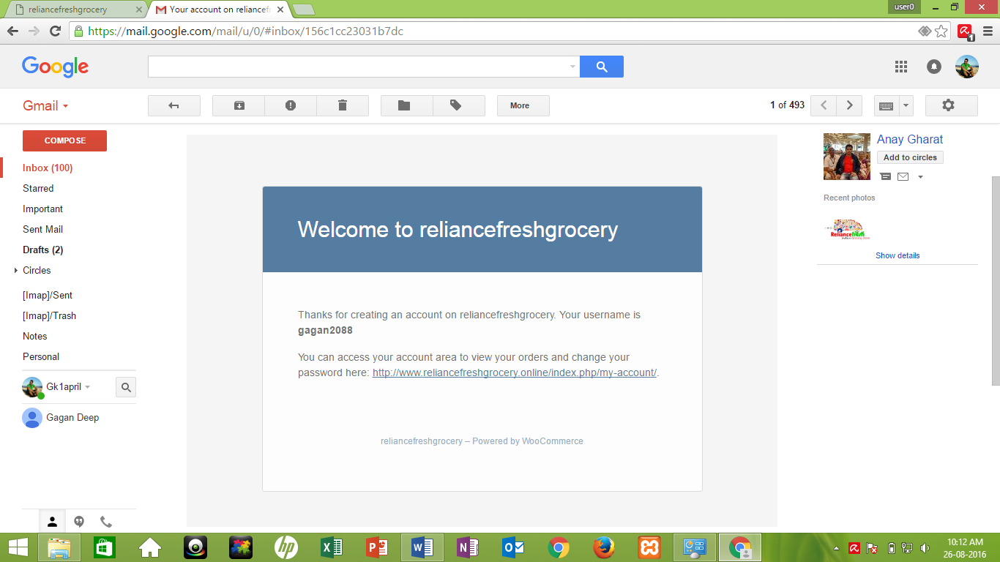 reliancefreshgrocery
Your account on reliancef
user0
https://mail.google.com/mail/u/0/#inbox/156c1cc23031b7dc
1
Google
Gmail
More
1 of 493
COMPOSE
Inbox (100)
Starred
Important
Sent Mail
Drafts (2)
Circles
[Imap]/Sent
[Imap]/Trash
Notes
Personal
Gk1april
Gagan Deep
Welcome to reliancefreshgrocery
Thanks for creating an account on reliancefreshgrocery. Your username is
gagan2088
You can access your account area to view your orders and change your
password here: http://www.reliancefreshgrocery.online/index.php/my-account/.
reliancefreshgrocery – Powered by WooCommerce
Anay Gharat
Add to circles
Recent photos
Reliancefresh
Show details
10:12 AM
26-08-2016